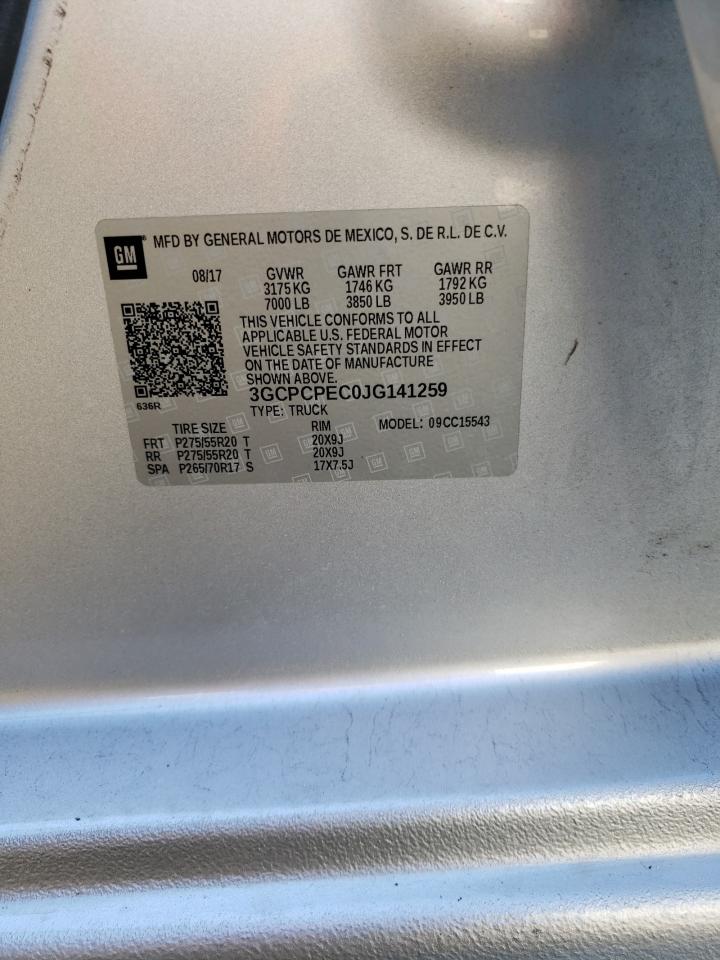 GM MFD BY GENERAL MOTORS DE MEXICO, S. DE R.L. DE C.V.
08/17 GVWR GAWR FRT GAWR RR
3175 KG 1746 KG 1792 KG
7000 LB 3850 LB 3950 LB
THIS VEHICLE CONFORMS TO ALL
APPLICABLE U.S. FEDERAL MOTOR
VEHICLE SAFETY STANDARDS IN EFFECT
ON THE DATE OF MANUFACTURE
SHOWN ABOVE.
3GCPCPEC0JG141259
636R
TYPE: TRUCK MODEL: 09CC15543
TIRE SIZE RIM
FRT P275/55R20 T 20X9J
RR P275/55R20 T 20X9J
SPA P265/70R17 S 17X7.5J